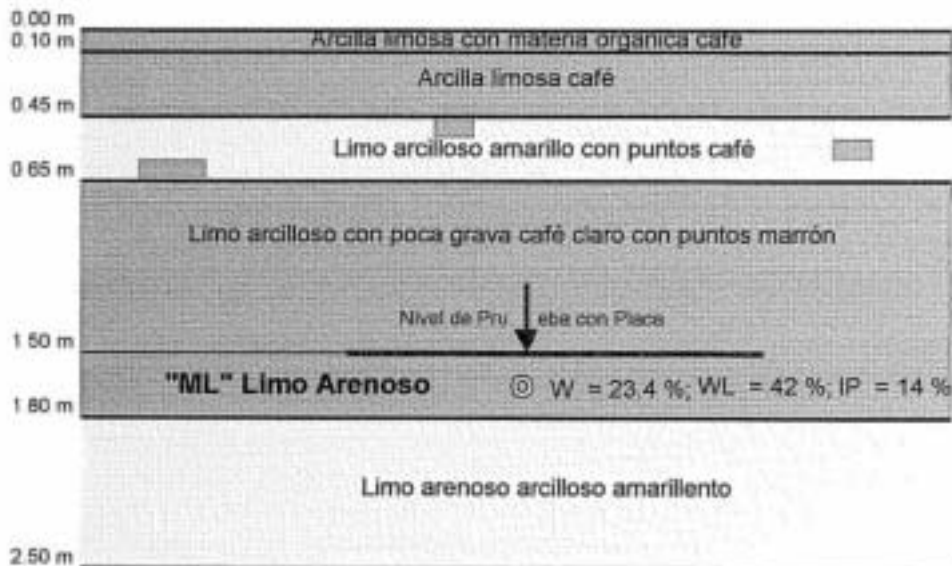 0.00 m
Arcilla limosa con materia organica café
0.10 m
Arcilla limosa café
0.45 m
Limo arcilloso amarillo con puntos café
0.65 m
Limo arcilloso con poca grava café claro con puntos marrón
Nivel de Pru eba con Placa
1.50 m
"ML" Limo Arenoso W = 23.4 %; WL = 42 %; IP = 14 %
1.80 m
Limo arenoso arcilloso amarillento
2.50 m